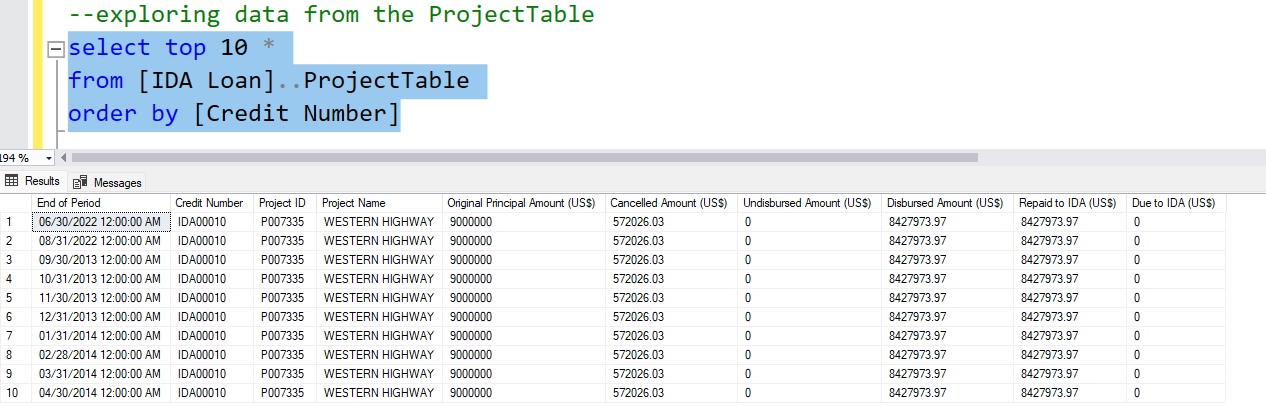 --exploring data from the ProjectTable
select top 10 *
from [IDA Loan]..ProjectTable
order by [Credit Number]
194 %
Results Messages
End of Period Credit Number Project ID Project Name Original Principal Amount (US$) Cancelled Amount (US$) Undisbursed Amount (US$) Disbursed Amount (US$) Repaid to IDA (US$) Due to IDA (US$)
1 06/30/2022 12:00:00 AM IDA00010 P007335 WESTERN HIGHWAY 9000000 572026.03 0 8427973.97 8427973.97 0
2 08/31/2022 12:00:00 AM IDA00010 P007335 WESTERN HIGHWAY 9000000 572026.03 0 8427973.97 8427973.97 0
3 09/30/2013 12:00:00 AM IDA00010 P007335 WESTERN HIGHWAY 9000000 572026.03 0 8427973.97 8427973.97 0
4 10/31/2013 12:00:00 AM IDA00010 P007335 WESTERN HIGHWAY 9000000 572026.03 0 8427973.97 8427973.97 0
5 11/30/2013 12:00:00 AM IDA00010 P007335 WESTERN HIGHWAY 9000000 572026.03 0 8427973.97 8427973.97 0
6 12/31/2013 12:00:00 AM IDA00010 P007335 WESTERN HIGHWAY 9000000 572026.03 0 8427973.97 8427973.97 0
7 01/31/2014 12:00:00 AM IDA00010 P007335 WESTERN HIGHWAY 9000000 572026.03 0 8427973.97 8427973.97 0
8 02/28/2014 12:00:00 AM IDA00010 P007335 WESTERN HIGHWAY 9000000 572026.03 0 8427973.97 8427973.97 0
9 03/31/2014 12:00:00 AM IDA00010 P007335 WESTERN HIGHWAY 9000000 572026.03 0 8427973.97 8427973.97 0
10 04/30/2014 12:00:00 AM IDA00010 P007335 WESTERN HIGHWAY 9000000 572026.03 0 8427973.97 8427973.97 0